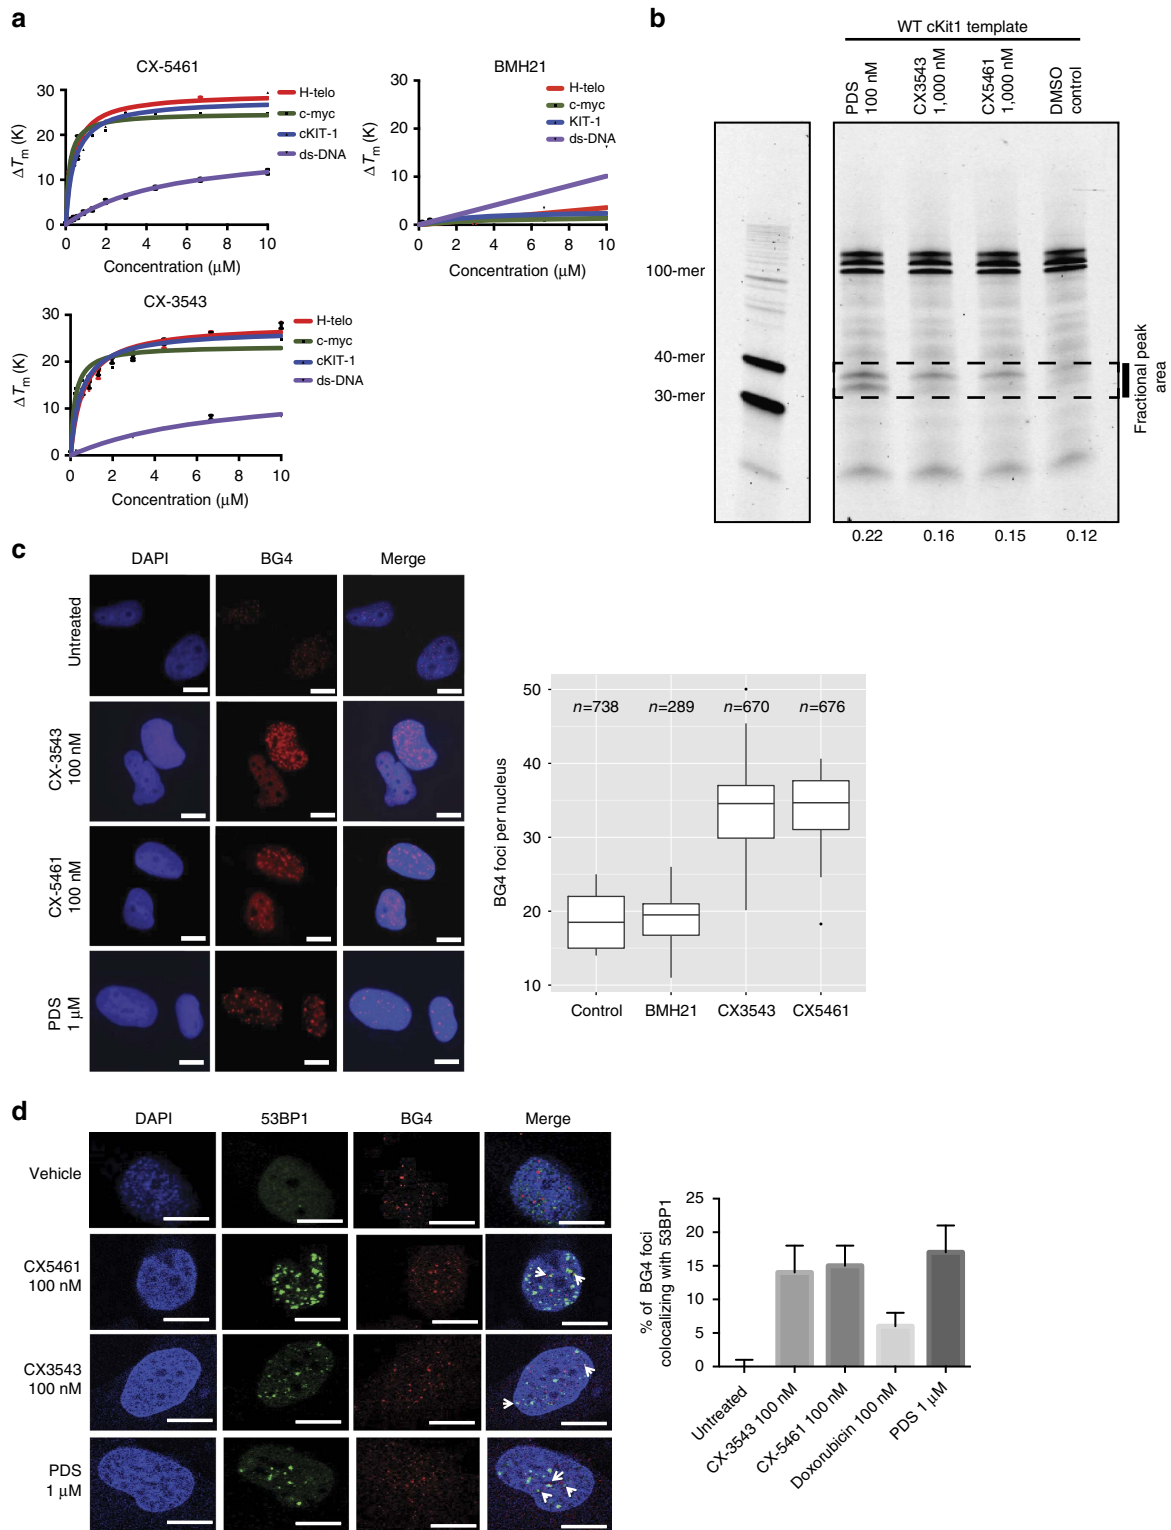 a
CX-5461
ΔTm (K)
30
20
10
0
0 2 4 6 8 10
Concentration (μM)
H-telo
c-myc
cKIT-1
ds-DNA
BMH21
ΔTm (K)
30
20
10
0
0 2 4 6 8 10
Concentration (μM)
H-telo
c-myc
KIT-1
ds-DNA
CX-3543
ΔTm (K)
30
20
10
0
0 2 4 6 8 10
Concentration (μM)
H-telo
c-myc
cKIT-1
ds-DNA
b
WT cKit1 template
PDS
100 nM
CX3543
1,000 nM
CX5461
1,000 nM
DMSO
control
100-mer
40-mer
30-mer
Fractional peak
area
0.22 0.16 0.15 0.12
c
DAPI BG4 Merge
Untreated
CX-3543
100 nM
CX-5461
100 nM
PDS
1 μM
BG4 foci per nucleus
50
40
30
20
10
n=738 n=289 n=670 n=676
Control BMH21 CX3543 CX5461
d
DAPI 53BP1 BG4 Merge
Vehicle
CX5461
100 nM
CX3543
100 nM
PDS
1 μM
% of BG4 foci
colocalizing with 53BP1
25
20
15
10
5
0
Untreated
CX-3543 100 nM
CX-5461 100 nM
Doxorubicin 100 nM
PDS 1 μM